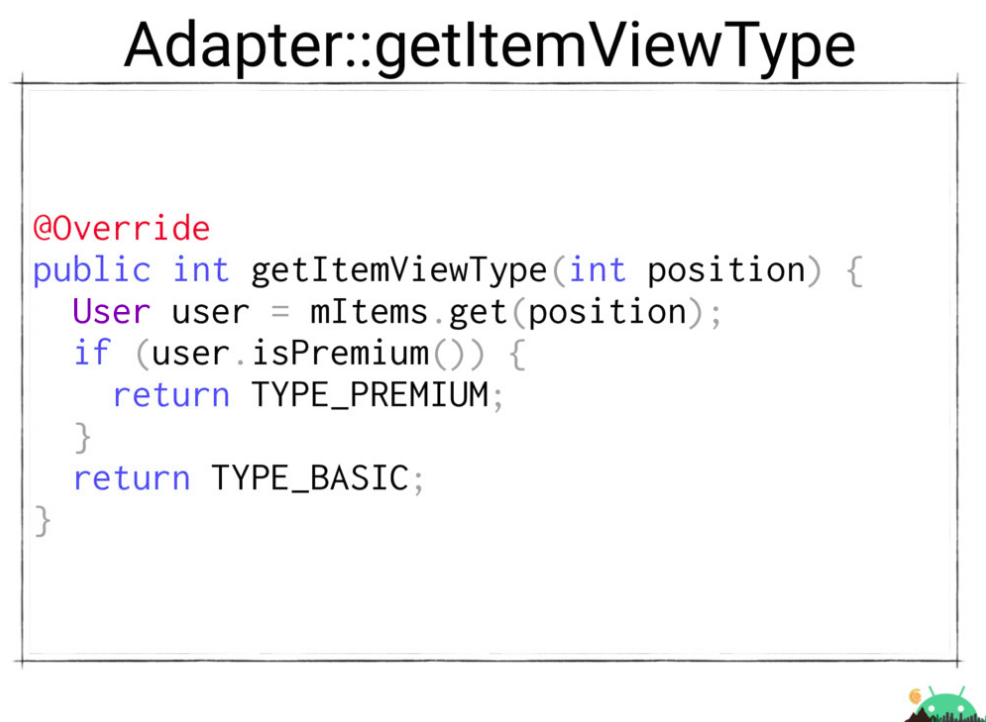 Adapter::getItemViewType
@Override
public int getItemViewType(int position) {
  User user = mItems.get(position);
  if (user.isPremium()) {
    return TYPE_PREMIUM;
  }
  return TYPE_BASIC;
}